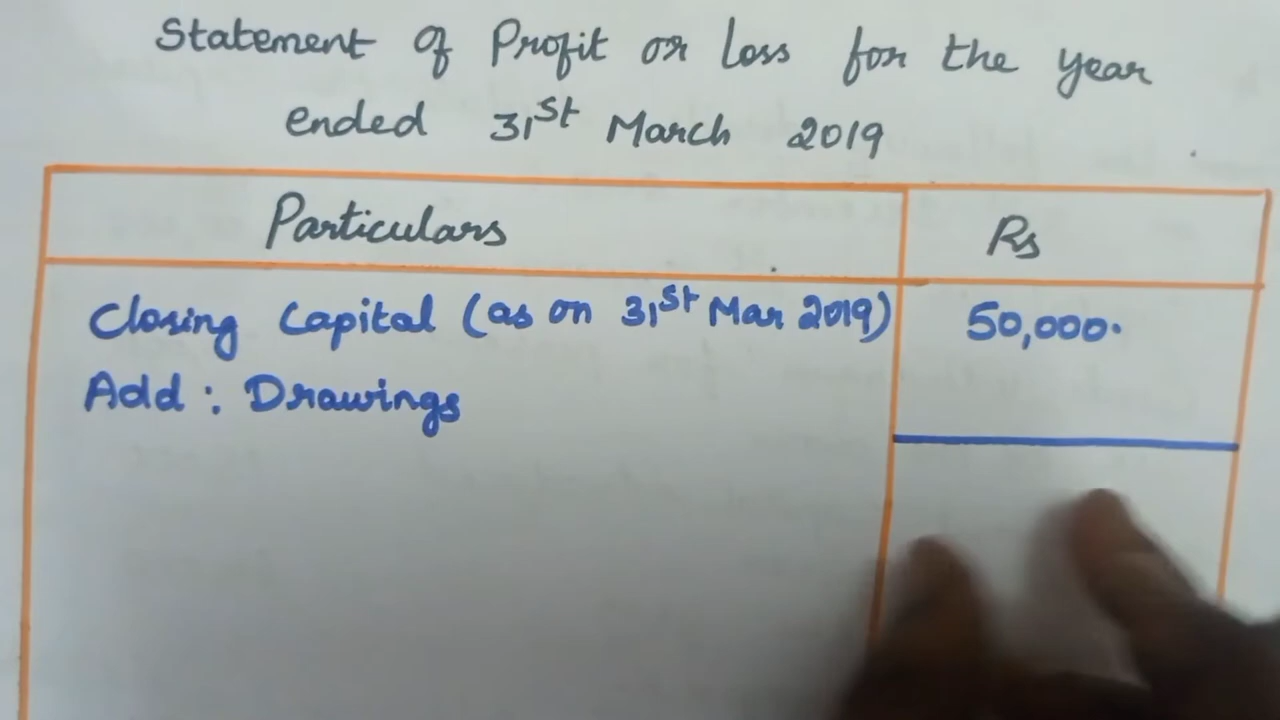 Statement of Profit or Loss for the year
ended 31st March 2019
Particulars Rs
Closing Capital (as on 31st Mar 2019) 50,000.
Add : Drawings